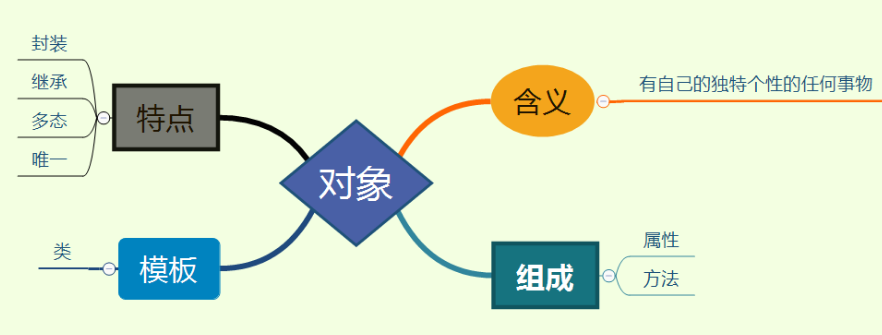 对象
特点
封装
继承
多态
唯一
模板
类
含义
有自己的独特个性的任何事物
组成
属性
方法